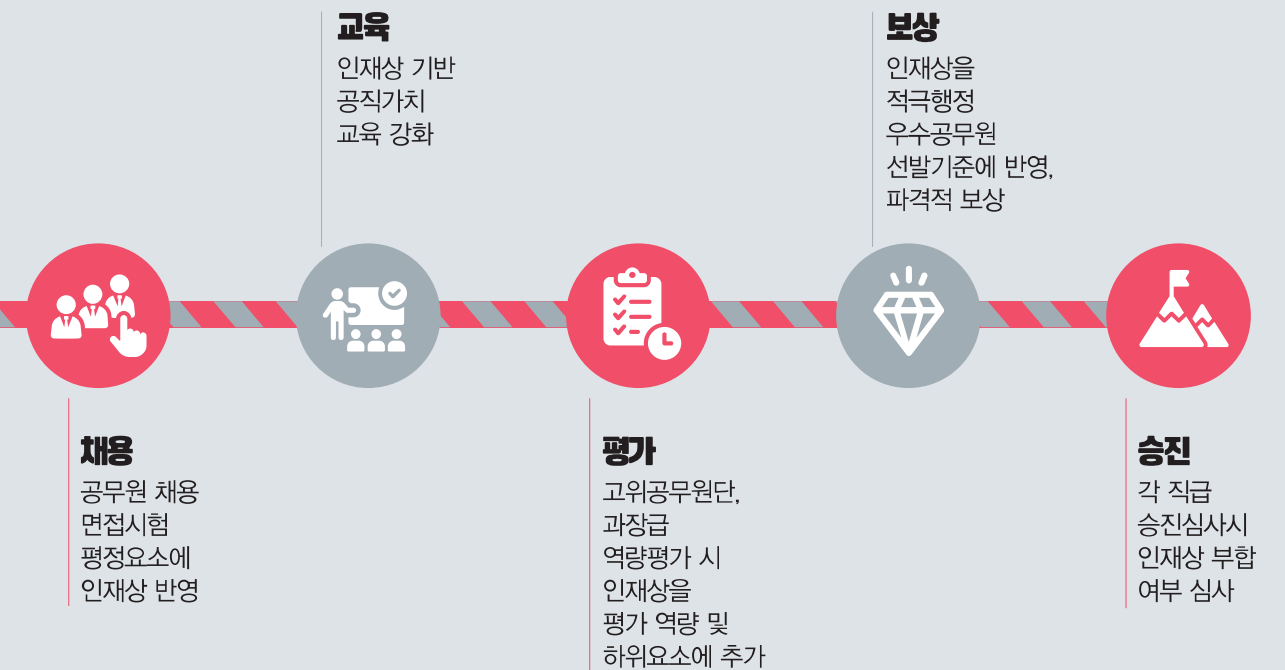 교육
인재상 기반
공직가치
교육 강화
보상
인재상을
적극행정
우수공무원
선발기준에 반영,
파격적 보상
채용
공무원 채용
면접시험
평정요소에
인재상 반영
평가
고위공무원단,
과장급
역량평가 시
인재상을
평가 역량 및
하위요소에 추가
승진
각 직급
승진심사시
인재상 부합
여부 심사